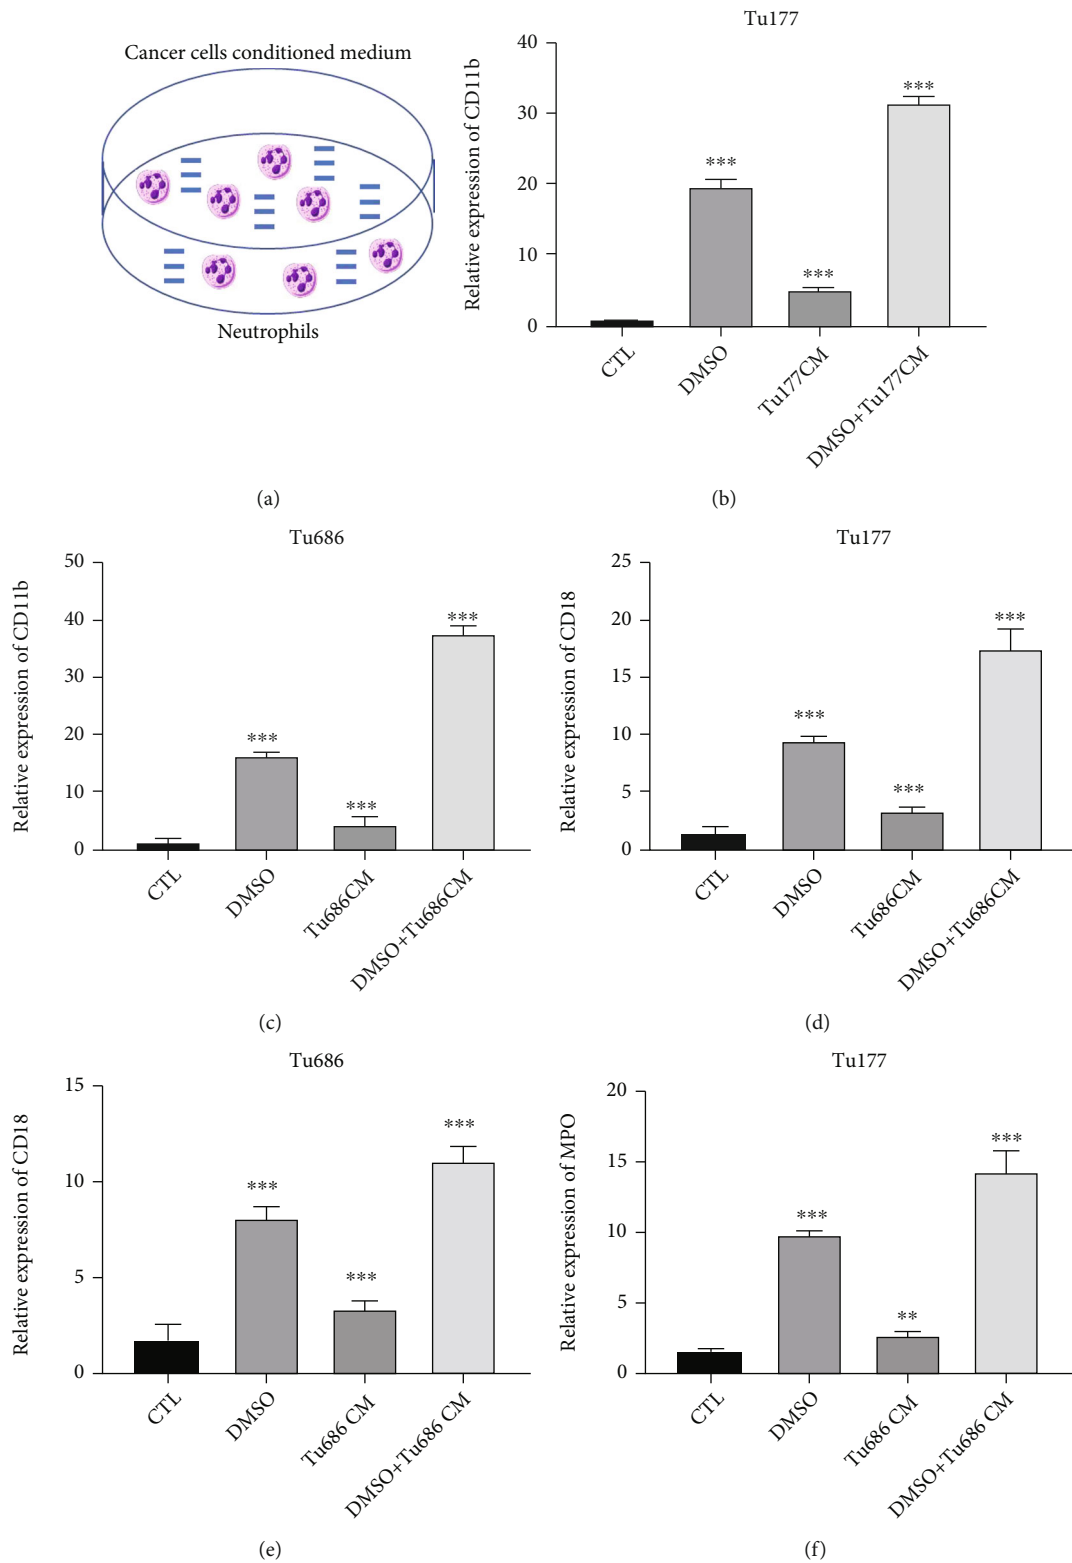 Cancer cells conditioned medium
Neutrophils
(a)
Tu177
Relative expression of CD11b
40
30
20
10
0
***
***
***
CTL
DMSO
Tu177CM
DMSO+Tu177CM
(b)
Tu686
Relative expression of CD11b
50
40
30
20
10
0
***
***
***
CTL
DMSO
Tu686CM
DMSO+Tu686CM
(c)
Tu177
Relative expression of CD18
25
20
15
10
5
0
***
***
***
CTL
DMSO
Tu686CM
DMSO+Tu686CM
(d)
Tu686
Relative expression of CD18
15
10
5
0
***
***
***
CTL
DMSO
Tu686 CM
DMSO+Tu686 CM
(e)
Tu177
Relative expression of MPO
20
15
10
5
0
***
**
***
CTL
DMSO
Tu686 CM
DMSO+Tu686 CM
(f)